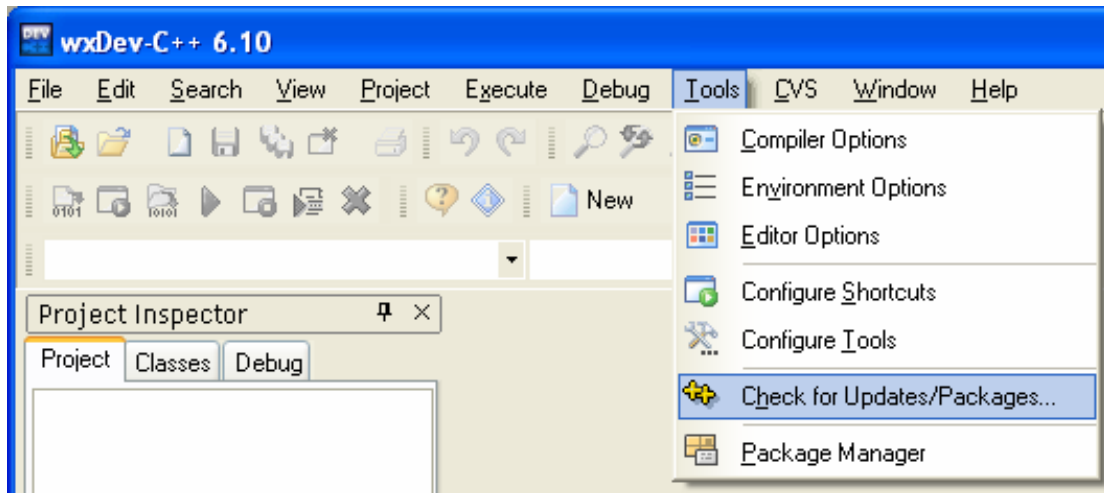 DEV
wxDev-C++ 6.10
File Edit Search View Project Execute Debug Tools CVS Window Help
Compiler Options
Environment Options
New
Editor Options
Configure Shortcuts
Project Inspector
Configure Tools
Project Classes Debug
Check for Updates/Packages...
Package Manager